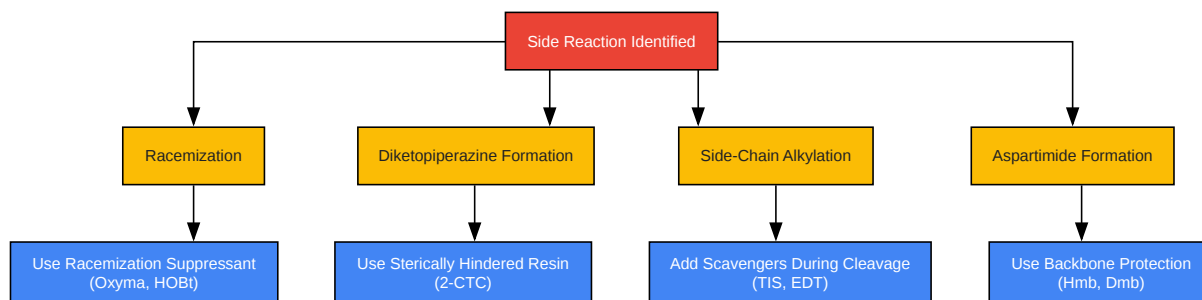 Side Reaction Identified
Racemization
Diketopiperazine Formation
Side-Chain Alkylation
Aspartimide Formation
Use Racemization Suppressant
(Oxyma, HOBt)
Use Sterically Hindered Resin
(2-CTC)
Add Scavengers During Cleavage
(TIS, EDT)
Use Backbone Protection
(Hmb, Dmb)